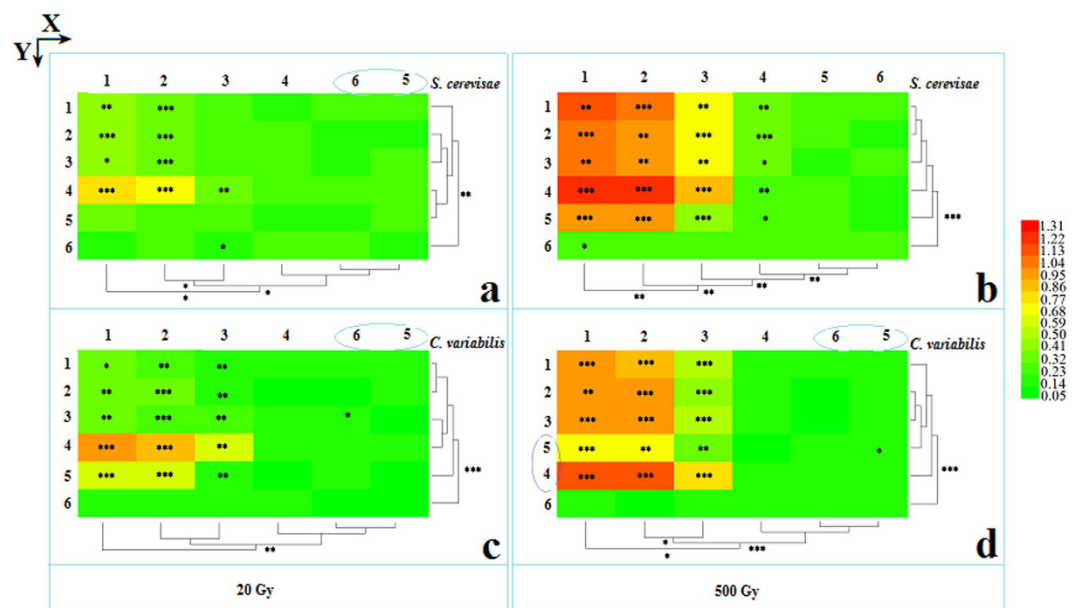 X
Y
1 2 3 4 6 5 S. cerevisae
1 ** ***
2 *** ***
3 * ***
4 *** *** **
5
6 *
**
* * *
a
1 2 3 4 5 6 S. cerevisae
1 ** *** ** **
2 *** ** *** ***
3 ** ** ** *
4 *** *** *** **
5 *** *** *** *
6 *
***
** ** ** **
b
1 2 3 4 6 5 C. variabilis
1 * ** **
2 ** *** **
3 ** *** ** *
4 *** *** **
5 *** *** **
6
***
**
c
1 2 3 4 6 5 C. variabilis
1 *** *** ***
2 ** *** ***
3 *** *** ***
5 *** ** ** *
4 *** *** ***
6
***
* * ***
d
1.31
1.22
1.13
1.04
0.95
0.86
0.77
0.68
0.59
0.50
0.41
0.32
0.23
0.14
0.05
20 Gy
500 Gy